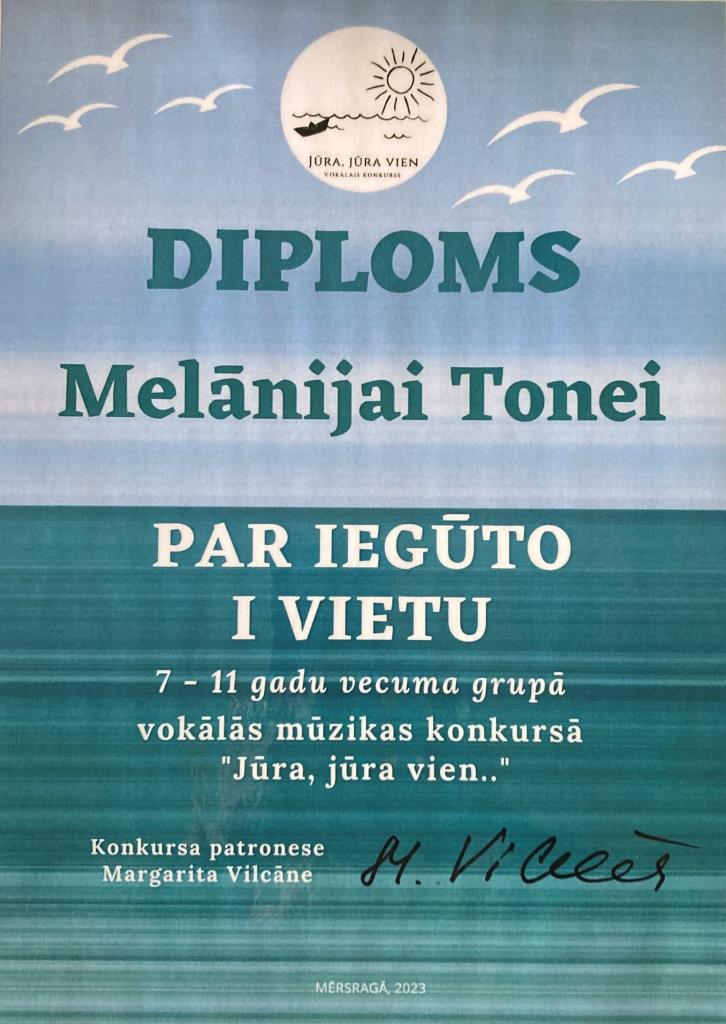 JŪRA, JŪRA VIEN
VOKĀLAIS KONKURSS
DIPLOMS
Melānijai Tonei
PAR IEGŪTO
I VIETU
7 – 11 gadu vecuma grupā
vokālās mūzikas konkursā
"Jūra, jūra vien.."
Konkursa patronese
Margarita Vilcāne
M. Vilcāne
MĒRSRAGĀ, 2023